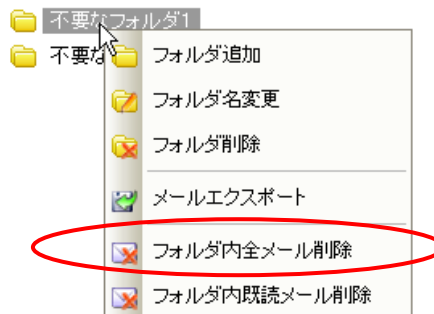 不要なフォルダ1
不要な
フォルダ追加
フォルダ名変更
フォルダ削除
メールエクスポート
フォルダ内全メール削除
フォルダ内既読メール削除